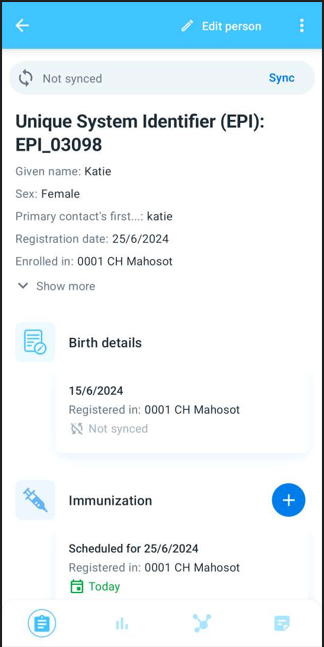 Edit person
Not synced
Sync
Unique System Identifier (EPI):
EPI_03098
Given name: Katie
Sex: Female
Primary contact's first...: katie
Registration date: 25/6/2024
Enrolled in: 0001 CH Mahosot
Show more
Birth details
15/6/2024
Registered in: 0001 CH Mahosot
Not synced
Immunization
Scheduled for 25/6/2024
Registered in: 0001 CH Mahosot
Today